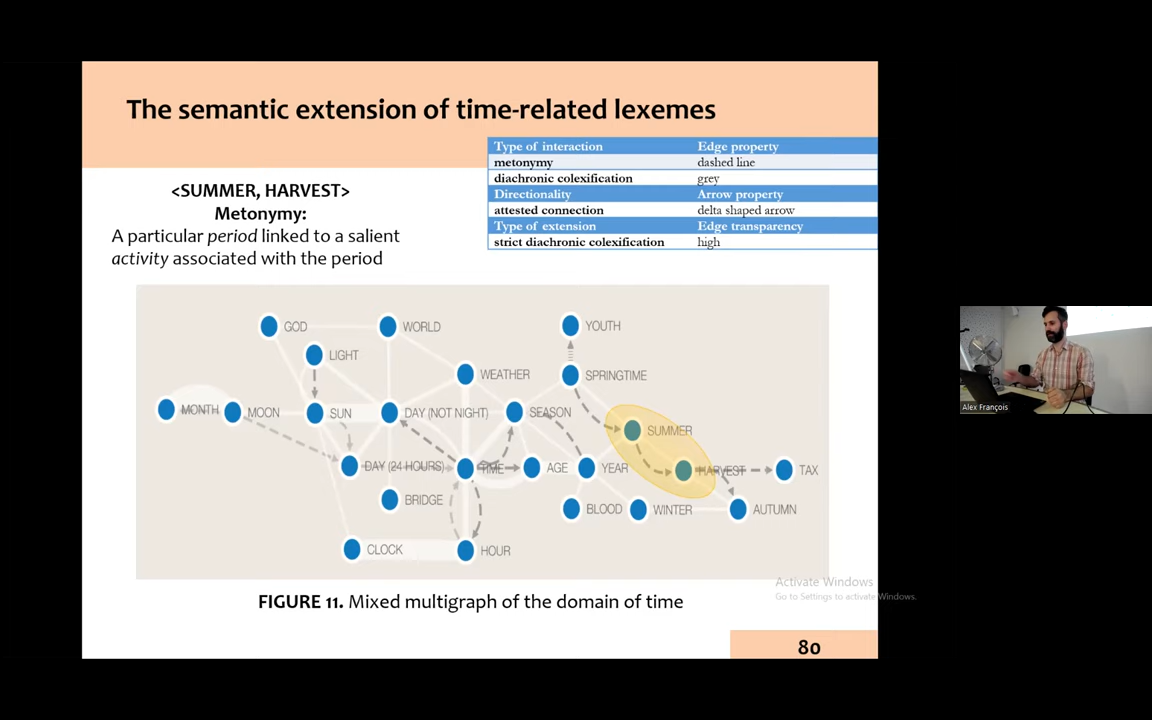 The semantic extension of time-related lexemes
Type of interaction Edge property
metonymy dashed line
diachronic colexification grey
Directionality Arrow property
attested connection delta shaped arrow
Type of extension Edge transparency
strict diachronic colexification high
<SUMMER, HARVEST>
Metonymy:
A particular period linked to a salient
activity associated with the period
GOD WORLD YOUTH
LIGHT
WEATHER SPRINGTIME
MONTH MOON SUN DAY (NOT NIGHT) SEASON
SUMMER
DAY (24 HOURS) TIME AGE YEAR HARVEST TAX
BRIDGE BLOOD WINTER AUTUMN
CLOCK HOUR
FIGURE 11. Mixed multigraph of the domain of time
Activate Windows
Go to Settings to activate Windows.
80
Alex François